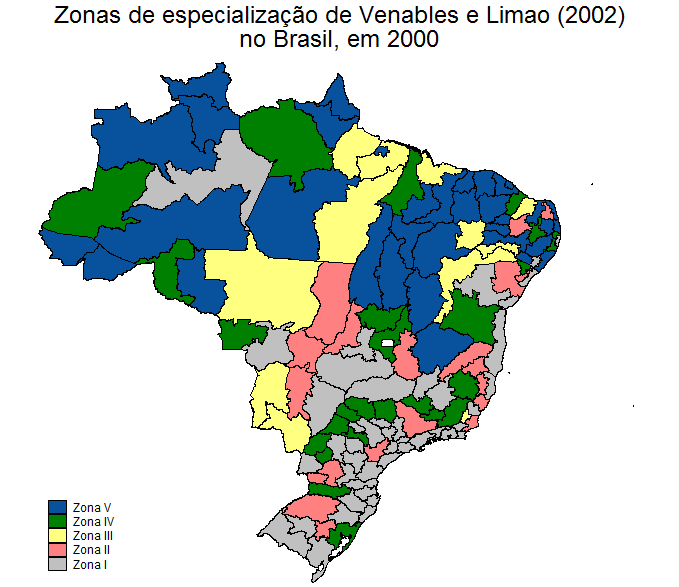 Zonas de especialização de Venables e Limao (2002)
no Brasil, em 2000
Zona V
Zona IV
Zona III
Zona II
Zona I